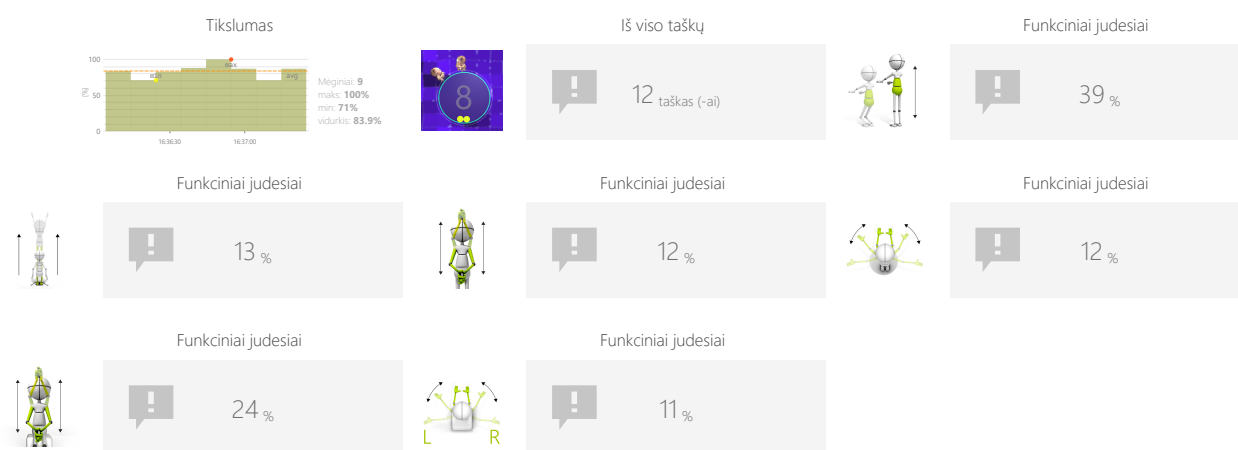 Tikslumas
100
50
0
(%)
min
max
avg
16:36:30
16:37:00
Mėginiai: 9
maks: 100%
min: 71%
vidurkis: 83.9%
Iš viso taškų
8
12 taškas (-ai)
Funkciniai judesiai
39 %
Funkciniai judesiai
13 %
Funkciniai judesiai
12 %
Funkciniai judesiai
12 %
Funkciniai judesiai
24 %
Funkciniai judesiai
L R
11 %